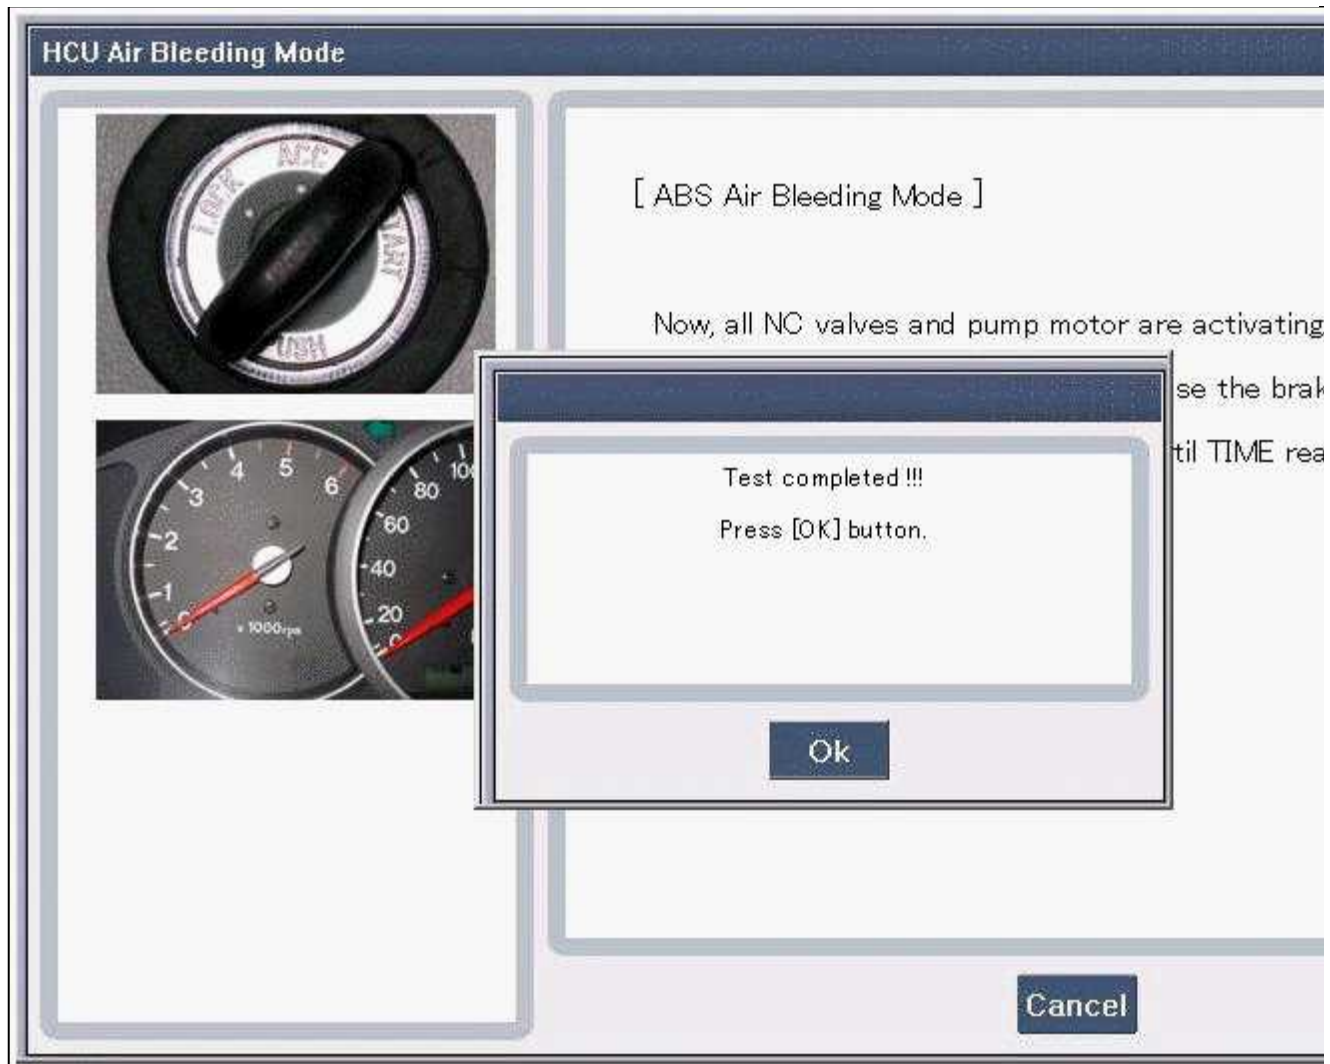 HCU Air Bleeding Mode
ACC
LOCK
START
PUSH
[ ABS Air Bleeding Mode ]
Now, all NC valves and pump motor are activating
se the brak
til TIME rea
Test completed !!!
Press [OK] button.
Ok
0
1
2
3
4
5
6
x 1000
0
20
40
60
80
100
Cancel